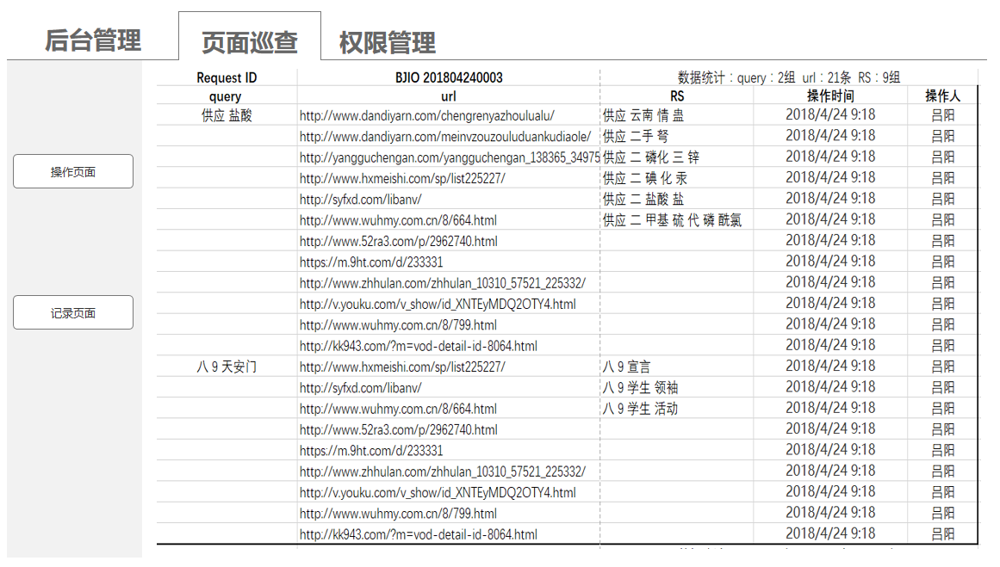 后台管理 页面巡查 权限管理
Request ID BJIO 201804240003 数据统计：query：2组 url：21条 RS：9组
query url RS 操作时间 操作人
供应 盐酸 http://www.dandiyarn.com/chengrenyazhoulualu/ 供应 云南 情 蛊 2018/4/24 9:18 吕阳
http://www.dandiyarn.com/meinvzouzouluduankudiaole/ 供应 二手 弩 2018/4/24 9:18 吕阳
http://yangguchengan.com/yangguchengan_138365_34975 供应 二 磷化 三 锌 2018/4/24 9:18 吕阳
操作页面
http://www.hxmeishi.com/sp/list225227/ 供应 二 碘 化 汞 2018/4/24 9:18 吕阳
http://syfxd.com/libanv/ 供应 二 盐酸 盐 2018/4/24 9:18 吕阳
http://www.wuhmy.com.cn/8/664.html 供应 二 甲基 硫 代 磷 酰氯 2018/4/24 9:18 吕阳
http://www.52ra3.com/p/2962740.html 2018/4/24 9:18 吕阳
https://m.9ht.com/d/233331 2018/4/24 9:18 吕阳
http://www.zhhulan.com/zhhulan_10310_57521_225332/ 2018/4/24 9:18 吕阳
http://v.youku.com/v_show/id_XNTEyMDQ2OTY4.html 2018/4/24 9:18 吕阳
记录页面
http://www.wuhmy.com.cn/8/799.html 2018/4/24 9:18 吕阳
http://kk943.com/?m=vod-detail-id-8064.html 2018/4/24 9:18 吕阳
八 9 天安门 http://www.hxmeishi.com/sp/list225227/ 八 9 宣言 2018/4/24 9:18 吕阳
http://syfxd.com/libanv/ 八 9 学生 领袖 2018/4/24 9:18 吕阳
http://www.wuhmy.com.cn/8/664.html 八 9 学生 活动 2018/4/24 9:18 吕阳
http://www.52ra3.com/p/2962740.html 2018/4/24 9:18 吕阳
https://m.9ht.com/d/233331 2018/4/24 9:18 吕阳
http://www.zhhulan.com/zhhulan_10310_57521_225332/ 2018/4/24 9:18 吕阳
http://v.youku.com/v_show/id_XNTEyMDQ2OTY4.html 2018/4/24 9:18 吕阳
http://www.wuhmy.com.cn/8/799.html 2018/4/24 9:18 吕阳
http://kk943.com/?m=vod-detail-id-8064.html 2018/4/24 9:18 吕阳